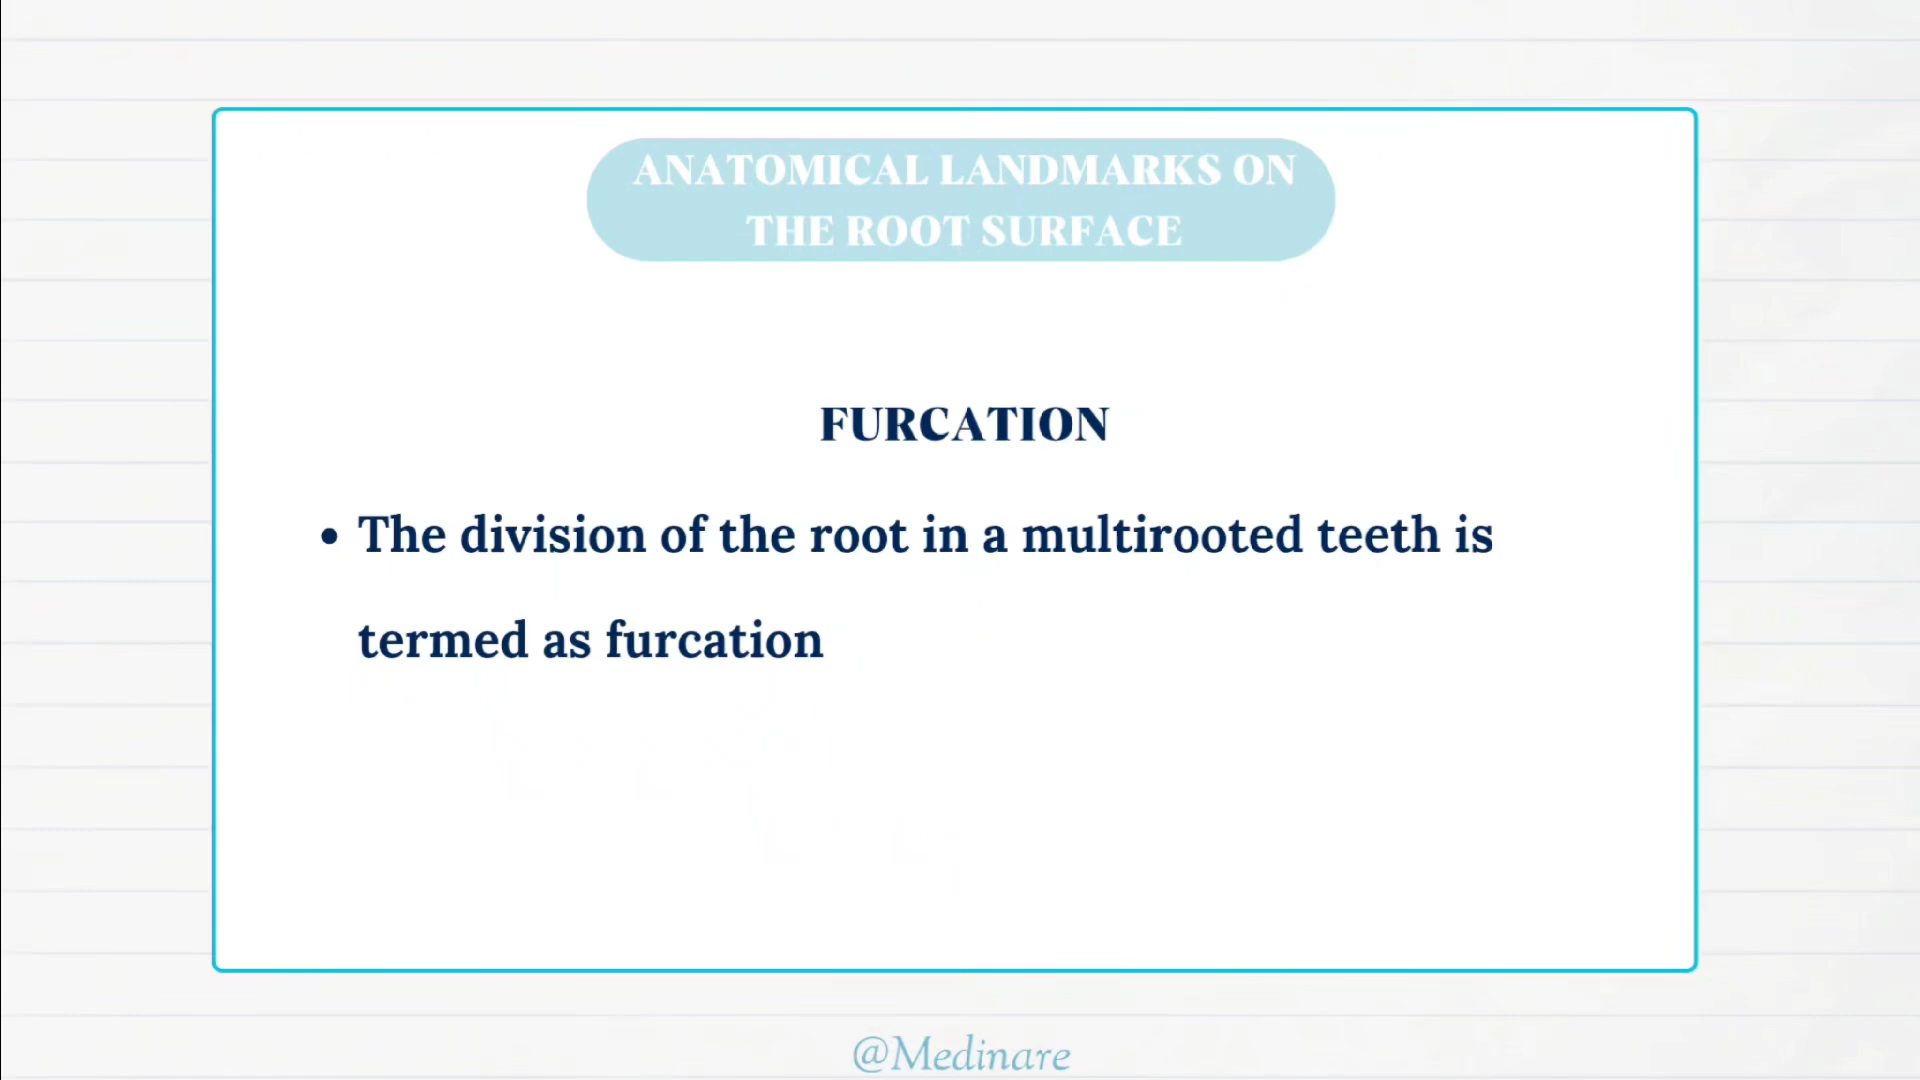 ANATOMICAL LANDMARKS ON
THE ROOT SURFACE
FURCATION
• The division of the root in a multirooted teeth is
termed as furcation
@Medinare